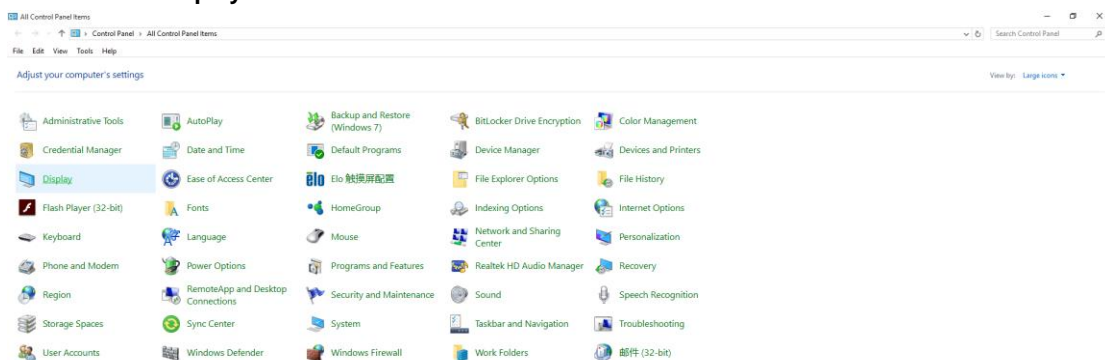 All Control Panel Items
Control Panel > All Control Panel Items
Search Control Panel
File Edit View Tools Help
Adjust your computer's settings
View by: Large icons
Administrative Tools
AutoPlay
Backup and Restore
(Windows 7)
BitLocker Drive Encryption
Color Management
Credential Manager
Date and Time
Default Programs
Device Manager
Devices and Printers
Display
Ease of Access Center
elo
Elo 触摸屏配置
File Explorer Options
File History
Flash Player (32-bit)
Fonts
HomeGroup
Indexing Options
Internet Options
Keyboard
Language
Mouse
Network and Sharing
Center
Personalization
Phone and Modem
Power Options
Programs and Features
Realtek HD Audio Manager
Recovery
Region
RemoteApp and Desktop
Connections
Security and Maintenance
Sound
Speech Recognition
Storage Spaces
Sync Center
System
Taskbar and Navigation
Troubleshooting
User Accounts
Windows Defender
Windows Firewall
Work Folders
邮件 (32-bit)